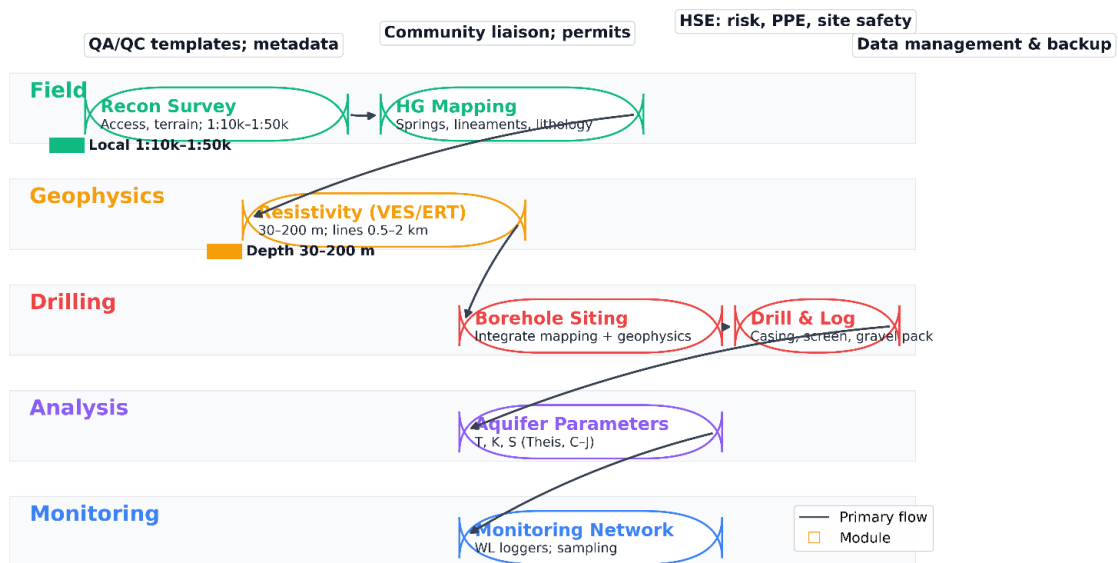 HSE: risk, PPE, site safety
Community liaison; permits
QA/QC templates; metadata
Data management & backup
Field
Recon Survey
Access, terrain; 1:10k–1:50k
HG Mapping
Springs, lineaments, lithology
Local 1:10k–1:50k
Geophysics
Resistivity (VES/ERT)
30–200 m; lines 0.5–2 km
Depth 30–200 m
Drilling
Borehole Siting
Integrate mapping + geophysics
Drill & Log
Casing, screen, gravel pack
Analysis
Aquifer Parameters
T, K, S (Theis, C–J)
Monitoring
Monitoring Network
WL loggers; sampling
Primary flow
Module